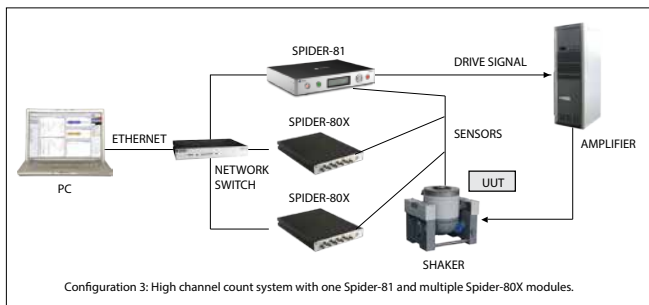 SPIDER-81
DRIVE SIGNAL
ETHERNET
SPIDER-80X
SENSORS
AMPLIFIER
NETWORK
SWITCH
PC
UUT
SPIDER-80X
SHAKER
Configuration 3: High channel count system with one Spider-81 and multiple Spider-80X modules.